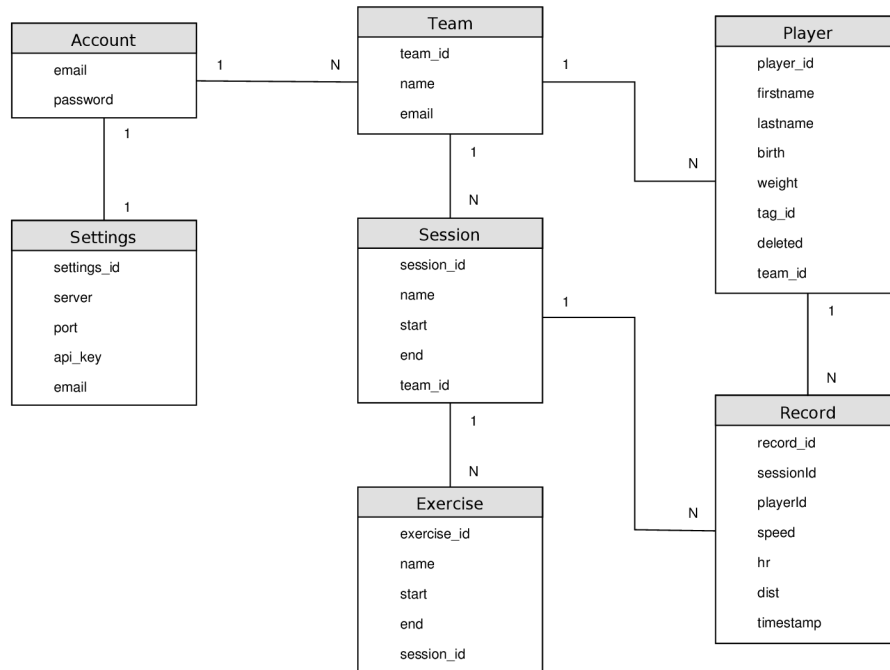 Account
email
password
1
N
1
1
Settings
settings_id
server
port
api_key
email
Team
team_id
name
email
1
N
1
N
Session
session_id
name
start
end
team_id
1
N
1
N
Exercise
exercise_id
name
start
end
session_id
Player
player_id
firstname
lastname
birth
weight
tag_id
deleted
team_id
1
N
Record
record_id
sessionId
playerId
speed
hr
dist
timestamp